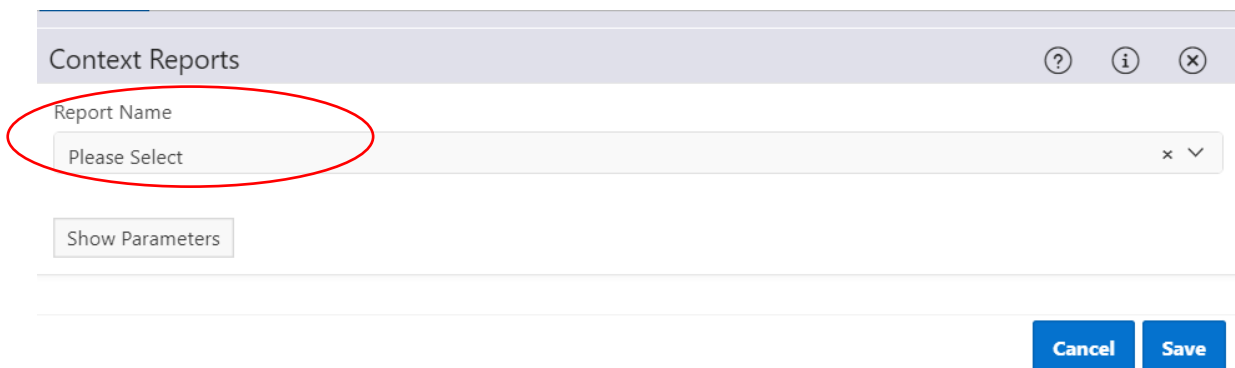 Context Reports
Report Name
Please Select
Show Parameters
Cancel Save